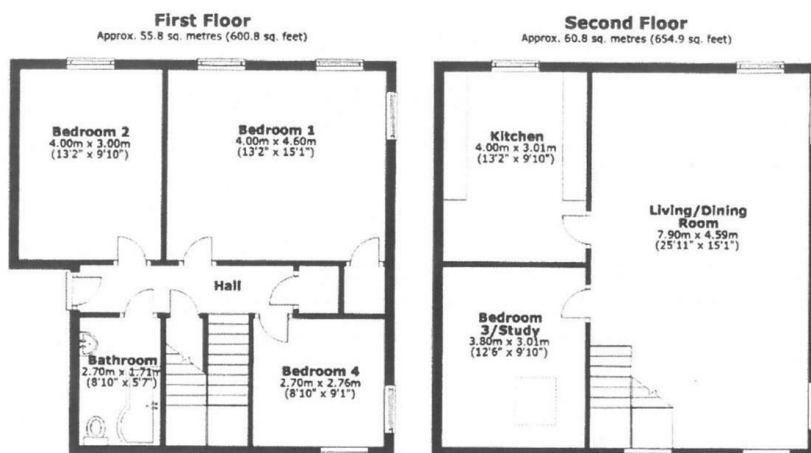 First Floor
Approx. 55.8 sq. metres (600.8 sq. feet)
Bedroom 2
4.00m x 3.00m
(13'2" x 9'10")
Bedroom 1
4.00m x 4.60m
(13'2" x 15'1")
Hall
Bathroom
2.70m x 1.71m
(8'10" x 5'7")
Bedroom 4
2.70m x 2.76m
(8'10" x 9'1")
Second Floor
Approx. 60.8 sq. metres (654.9 sq. feet)
Kitchen
4.00m x 3.01m
(13'2" x 9'10")
Living/Dining
Room
7.90m x 4.59m
(25'11" x 15'1")
Bedroom
3/Study
3.80m x 3.01m
(12'6" x 9'10")